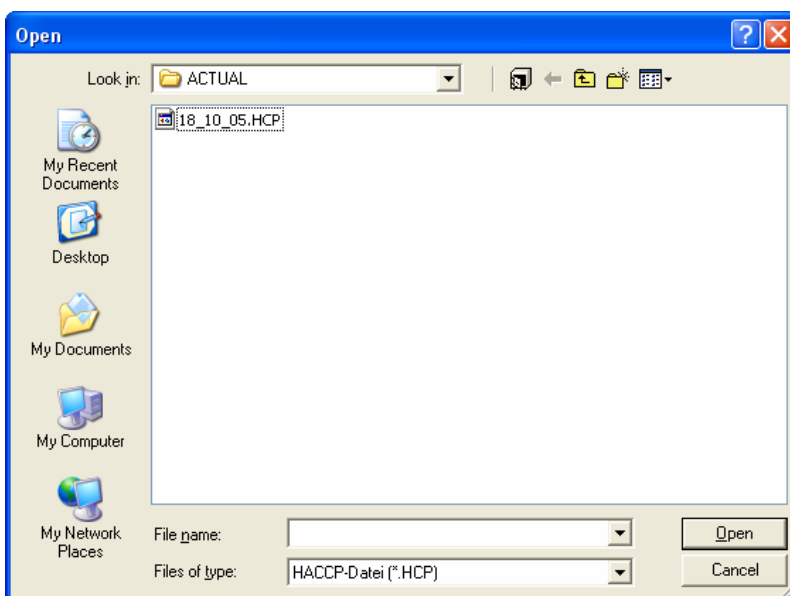 Open
Look in:
ACTUAL
18_10_05.HCP
My Recent
Documents
Desktop
My Documents
My Computer
My Network
Places
File name:
Open
Files of type:
HACCP-Datei (*.HCP)
Cancel